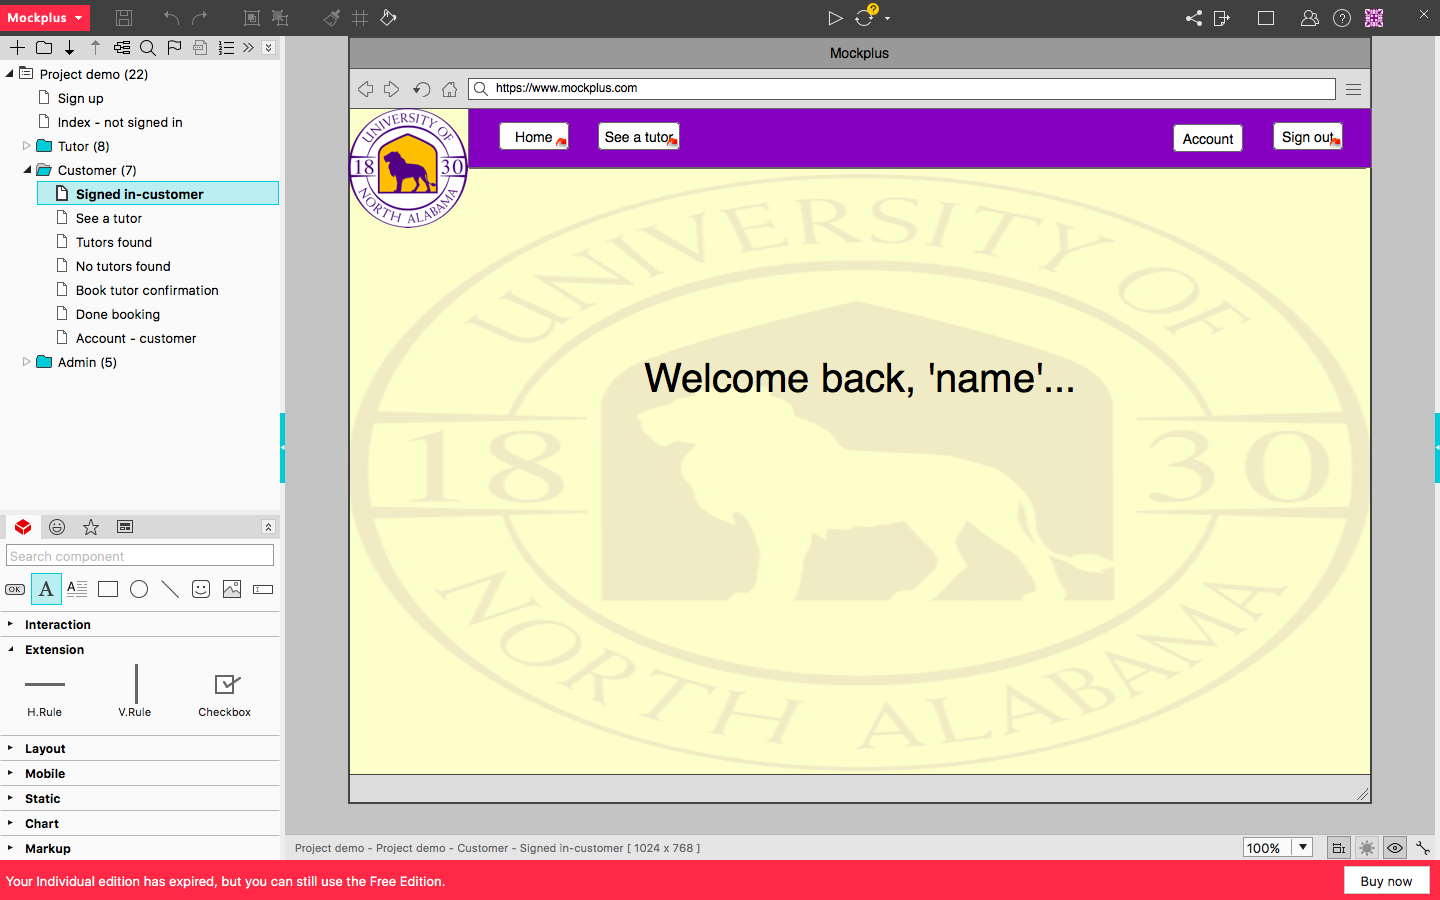 Mockplus
?
Project demo (22)
Sign up
Index - not signed in
Tutor (8)
Customer (7)
Signed in-customer
See a tutor
Tutors found
No tutors found
Book tutor confirmation
Done booking
Account - customer
Admin (5)
Search component
OK
A
A
Interaction
Extension
H.Rule
V.Rule
Checkbox
Layout
Mobile
Static
Chart
Markup
Mockplus
https://www.mockplus.com
UNIVERSITY OF
18 30
NORTH ALABAMA
Home
See a tutor
Account
Sign out
UNIVERSITY OF
Welcome back, 'name'...
18 30
NORTH ALABAMA
Project demo - Project demo - Customer - Signed in-customer [ 1024 x 768 ]
100%
Your Individual edition has expired, but you can still use the Free Edition.
Buy now